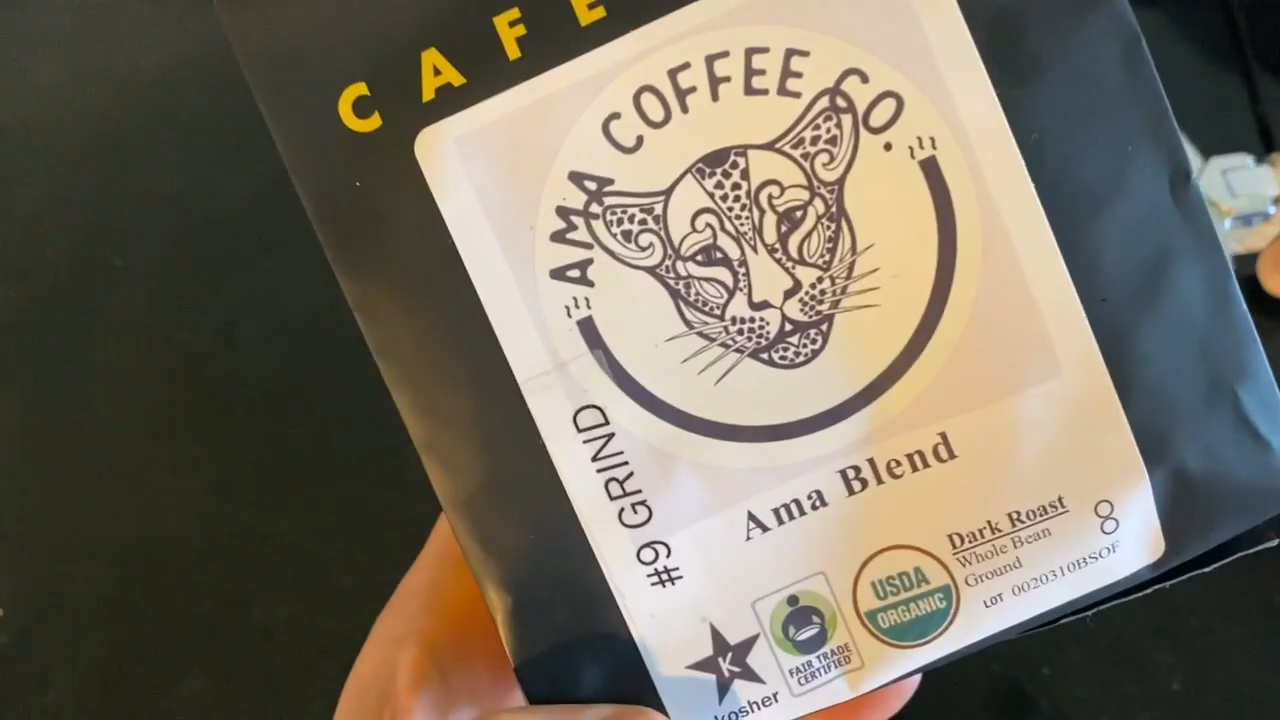 CAFE
AMA COFFEE CO.
#9 GRIND
Ama Blend
Dark Roast
Whole Bean
Ground
8
LOT 0020310BSOF
USDA
ORGANIC
FAIR TRADE
CERTIFIED
K
kosher